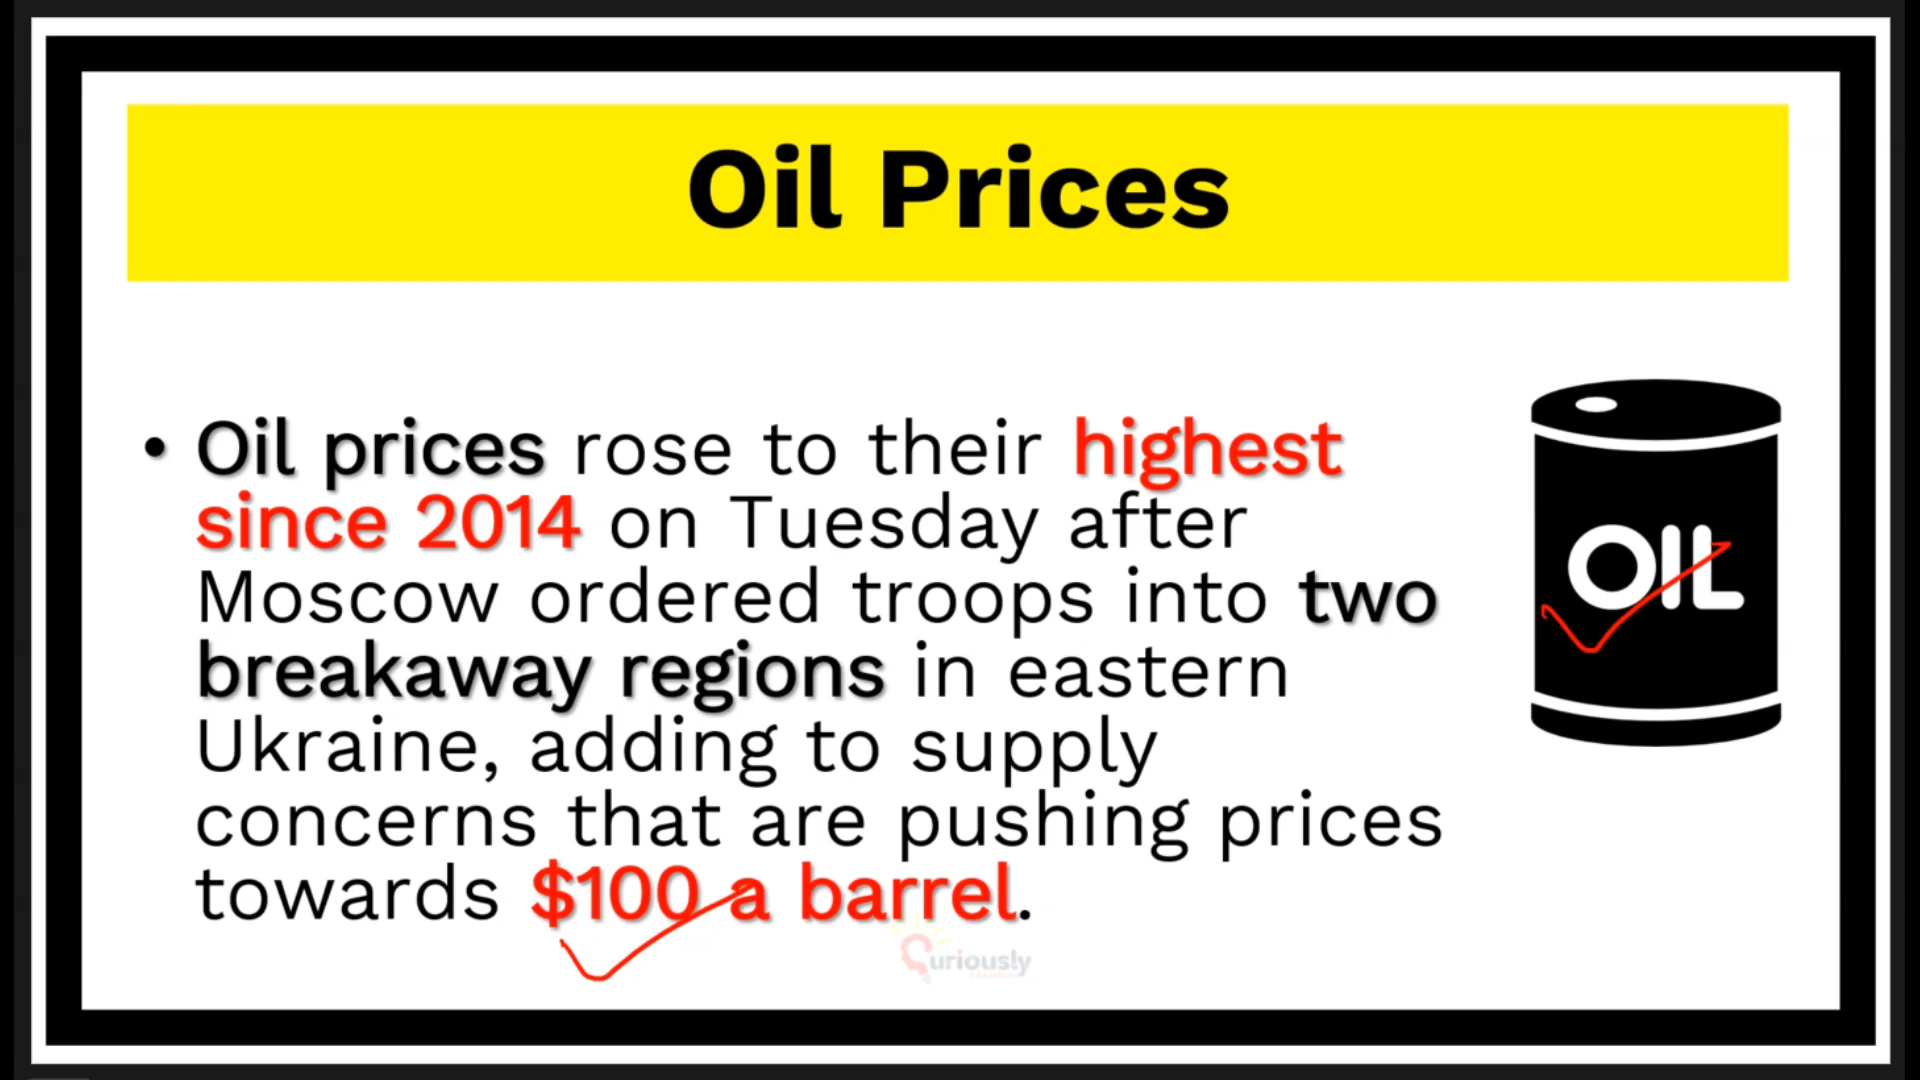 Oil Prices
• Oil prices rose to their highest
since 2014 on Tuesday after
Moscow ordered troops into two
breakaway regions in eastern
Ukraine, adding to supply
concerns that are pushing prices
towards $100 a barrel.
OIL
Curiously